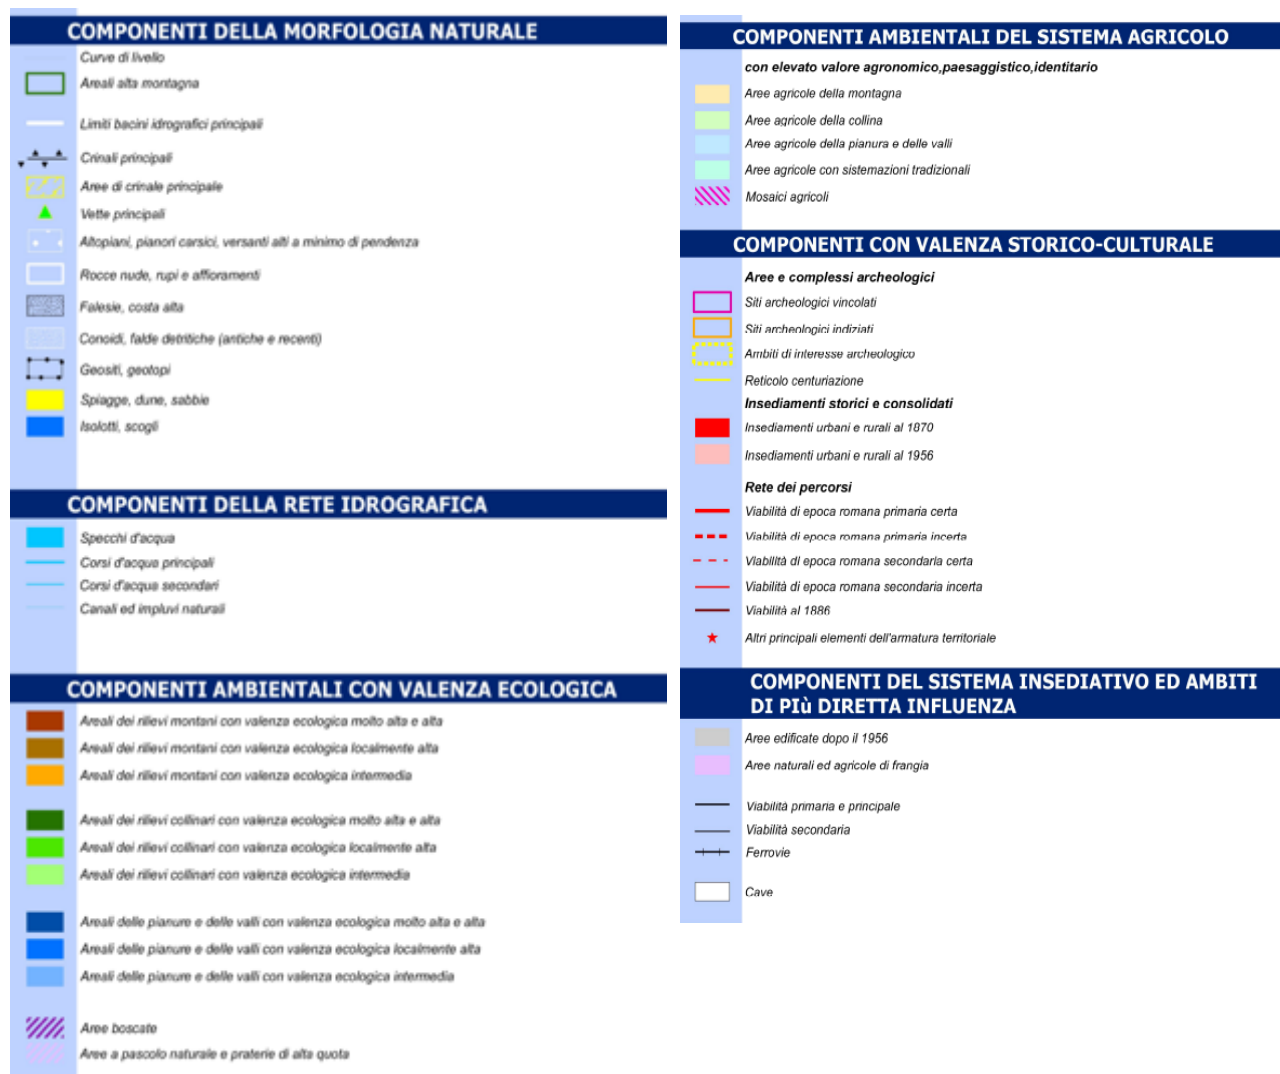 COMPONENTI DELLA MORFOLOGIA NATURALE
Curve di livello
Areali alta montagna
Limiti bacini idrografici principali
Crinali principali
Aree di crinale principale
Vette principali
Altopiani, pianori carsici, versanti alti a minimo di pendenza
Rocce nude, rupi e affioramenti
Falesie, costa alta
Conoidi, falde detritiche (antiche e recenti)
Geositi, geotopi
Spiagge, dune, sabbie
Isolotti, scogli
COMPONENTI DELLA RETE IDROGRAFICA
Specchi d'acqua
Corsi d'acqua principali
Corsi d'acqua secondari
Canali ed impluvi naturali
COMPONENTI AMBIENTALI CON VALENZA ECOLOGICA
Areali dei rilievi montani con valenza ecologica molto alta e alta
Areali dei rilievi montani con valenza ecologica localmente alta
Areali dei rilievi montani con valenza ecologica intermedia
Areali dei rilievi collinari con valenza ecologica molto alta e alta
Areali dei rilievi collinari con valenza ecologica localmente alta
Areali dei rilievi collinari con valenza ecologica intermedia
Areali delle pianure e delle valli con valenza ecologica molto alta e alta
Areali delle pianure e delle valli con valenza ecologica localmente alta
Areali delle pianure e delle valli con valenza ecologica intermedia
Aree boscate
Aree a pascolo naturale e praterie di alta quota
COMPONENTI AMBIENTALI DEL SISTEMA AGRICOLO
con elevato valore agronomico,paesaggistico,identitario
Aree agricole della montagna
Aree agricole della collina
Aree agricole della pianura e delle valli
Aree agricole con sistemazioni tradizionali
Mosaici agricoli
COMPONENTI CON VALENZA STORICO-CULTURALE
Aree e complessi archeologici
Siti archeologici vincolati
Siti archeologici indiziati
Ambiti di interesse archeologico
Reticolo centuriazione
Insediamenti storici e consolidati
Insediamenti urbani e rurali al 1870
Insediamenti urbani e rurali al 1956
Rete dei percorsi
Viabilità di epoca romana primaria certa
Viabilità di epoca romana primaria incerta
Viabilità di epoca romana secondaria certa
Viabilità di epoca romana secondaria incerta
Viabilità al 1886
Altri principali elementi dell'armatura territoriale
COMPONENTI DEL SISTEMA INSEDIATIVO ED AMBITI
DI PIù DIRETTA INFLUENZA
Aree edificate dopo il 1956
Aree naturali ed agricole di frangia
Viabilità primaria e principale
Viabilità secondaria
Ferrovie
Cave